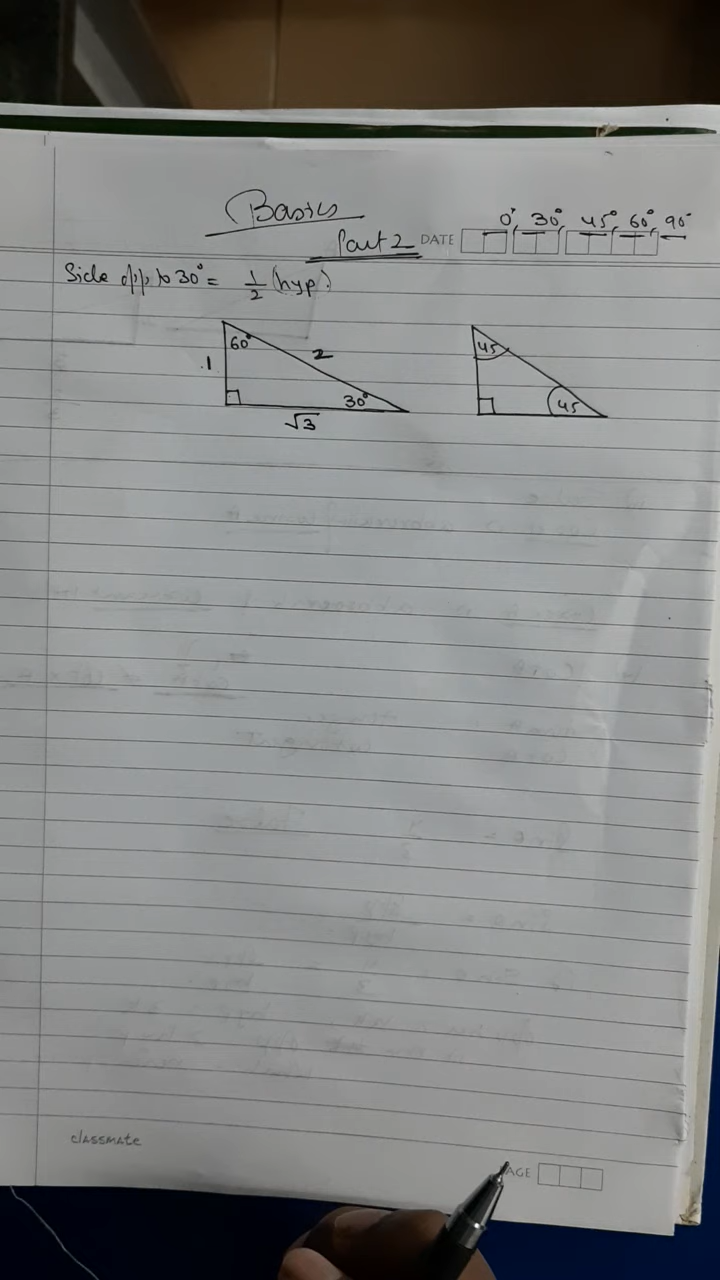 Basics
0°, 30°, 45°, 60°, 90°
Part 2 DATE
Side opp to 30° = 1/2 (hyp.)
60° 2 45
1 30° 45
√3
classmate
PAGE